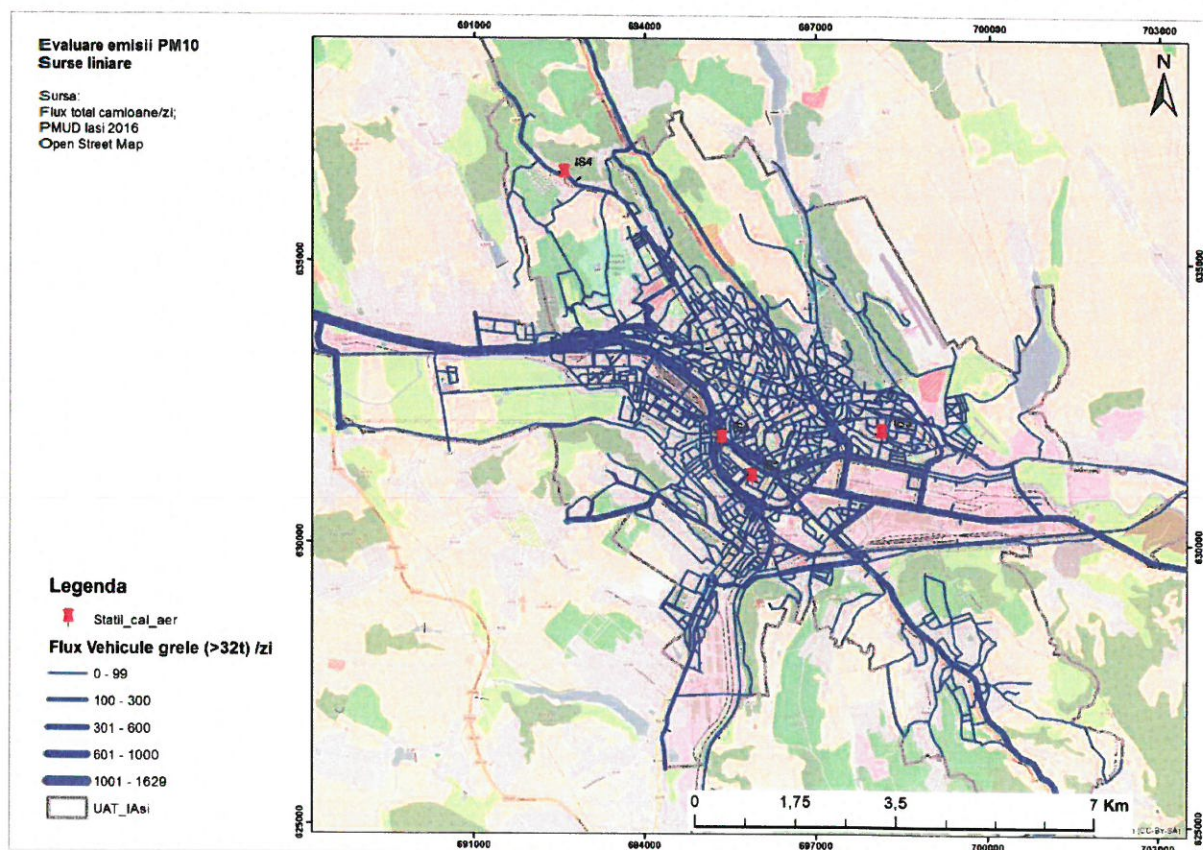 Evaluare emisii PM10
Surse liniare
Sursa:
Flux total camioane/zi;
PMUD Iasi 2016
Open Street Map
691000
694000
697000
700000
703000
N
IS4
635000
635000
630000
630000
Legenda
Statii_cal_aer
Flux Vehicule grele (>32t) /zi
0 - 99
100 - 300
301 - 600
601 - 1000
1001 - 1629
UAT_IAsi
0
1,75
3,5
7 Km
(CC-BY-SA)
625000
625000
691000
694000
697000
700000
703000